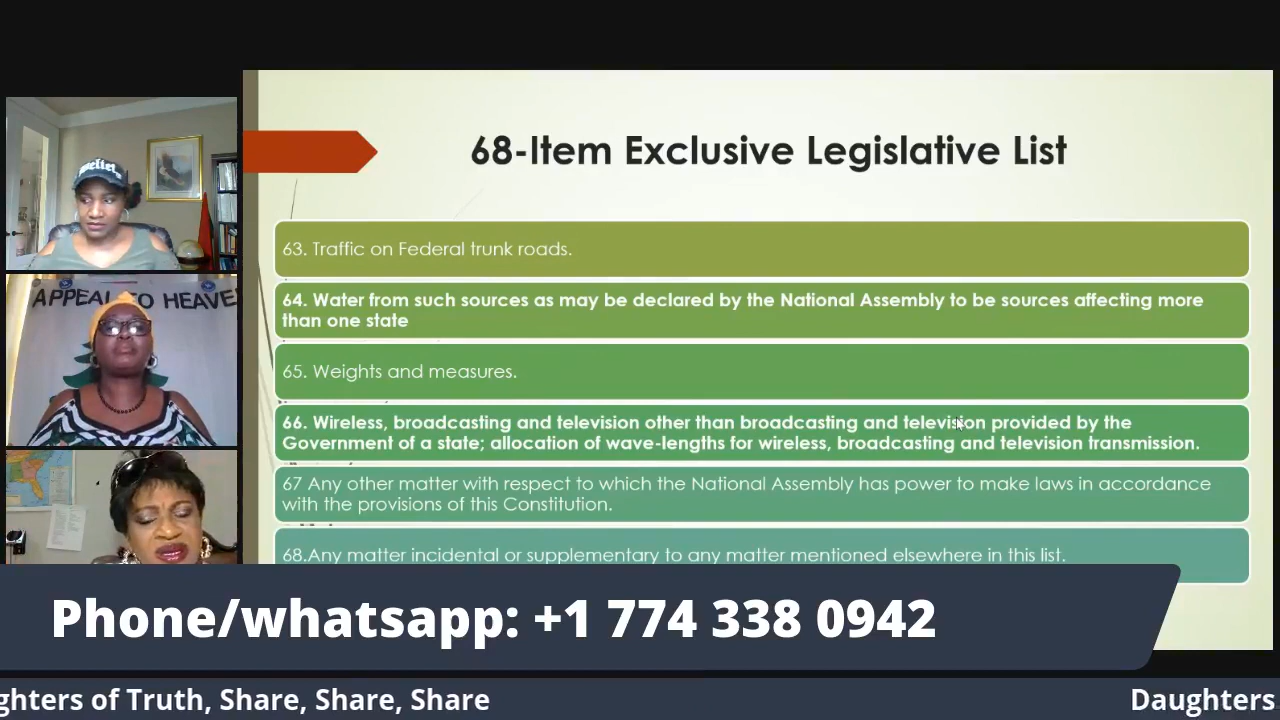 68-Item Exclusive Legislative List
63. Traffic on Federal trunk roads.
64. Water from such sources as may be declared by the National Assembly to be sources affecting more
than one state
65. Weights and measures.
66. Wireless, broadcasting and television other than broadcasting and television provided by the
Government of a state; allocation of wave-lengths for wireless, broadcasting and television transmission.
67 Any other matter with respect to which the National Assembly has power to make laws in accordance
with the provisions of this Constitution.
68.Any matter incidental or supplementary to any matter mentioned elsewhere in this list.
APPEAL TO HEAVE
Phone/whatsapp: +1 774 338 0942
ghters of Truth, Share, Share, Share
Daughters